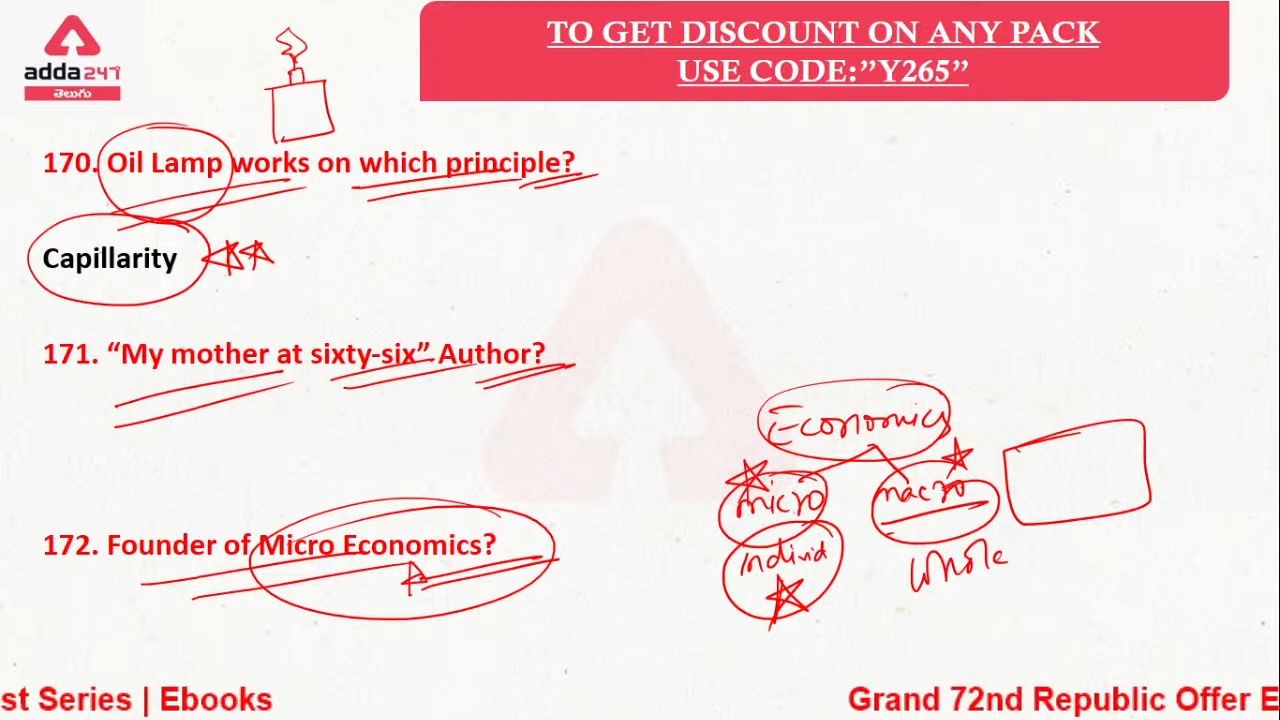 adda247
తెలుగు
TO GET DISCOUNT ON ANY PACK
USE CODE:”Y265”
170. Oil Lamp works on which principle?
Capillarity
171. “My mother at sixty-six” Author?
172. Founder of Micro Economics?
Economics
micro
macro
individ
whole
st Series | Ebooks
Grand 72nd Republic Offer E